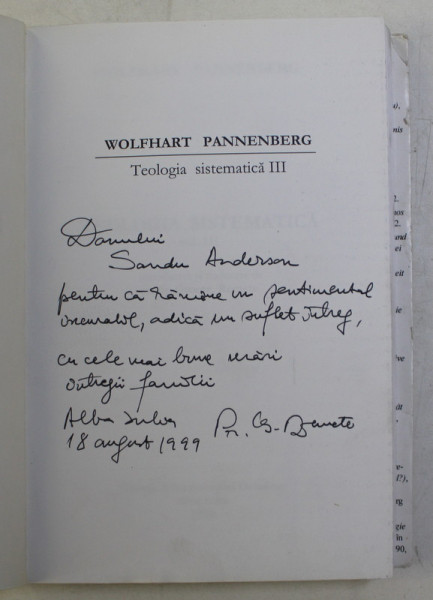 WOLFHART PANNENBERG
Teologia sistematică III
Domnului
Sandu Anderson
pentru că rămâne un sentimental
incurabil, adică un suflet întreg,
cu cele mai bune urări
întregii familii
Alba Iulia
18 august 1999 Pr.